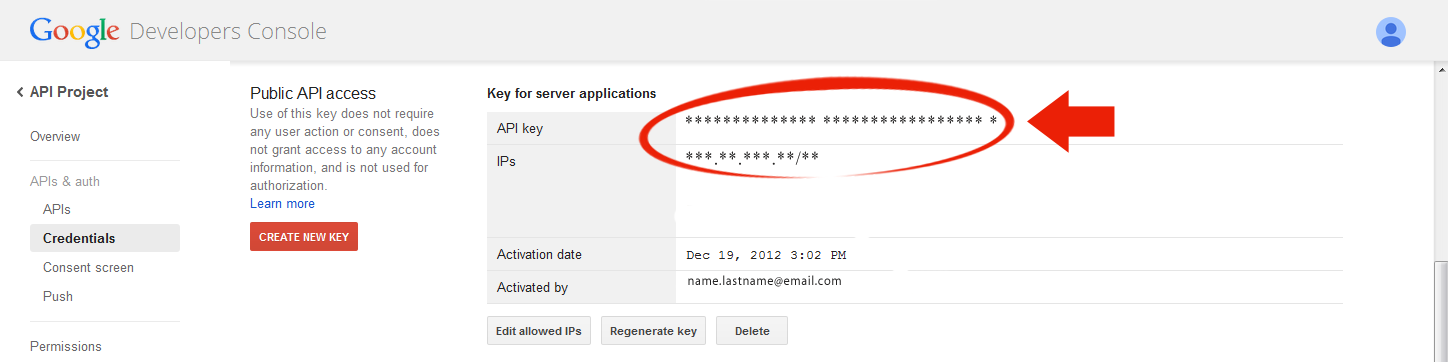 Google Developers Console
API Project
Overview
APIs & auth
APIs
Credentials
Consent screen
Push
Permissions
Public API access
Use of this key does not require
any user action or consent, does
not grant access to any account
information, and is not used for
authorization.
Learn more
CREATE NEW KEY
Key for server applications
API key ************** ***************** *
IPs ***.**.***.**/**
Activation date Dec 19, 2012 3:02 PM
Activated by name.lastname@email.com
Edit allowed IPs Regenerate key Delete